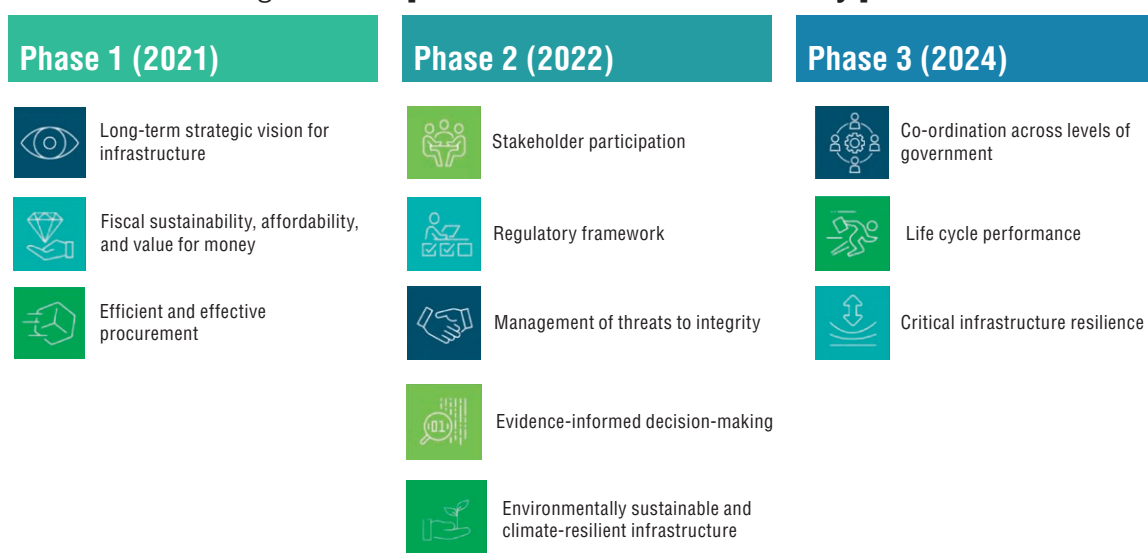 Phase 1 (2021)
Long-term strategic vision for
infrastructure
Fiscal sustainability, affordability,
and value for money
Efficient and effective
procurement
Phase 2 (2022)
Stakeholder participation
Regulatory framework
Management of threats to integrity
Evidence-informed decision-making
Environmentally sustainable and
climate-resilient infrastructure
Phase 3 (2024)
Co-ordination across levels of
government
Life cycle performance
Critical infrastructure resilience